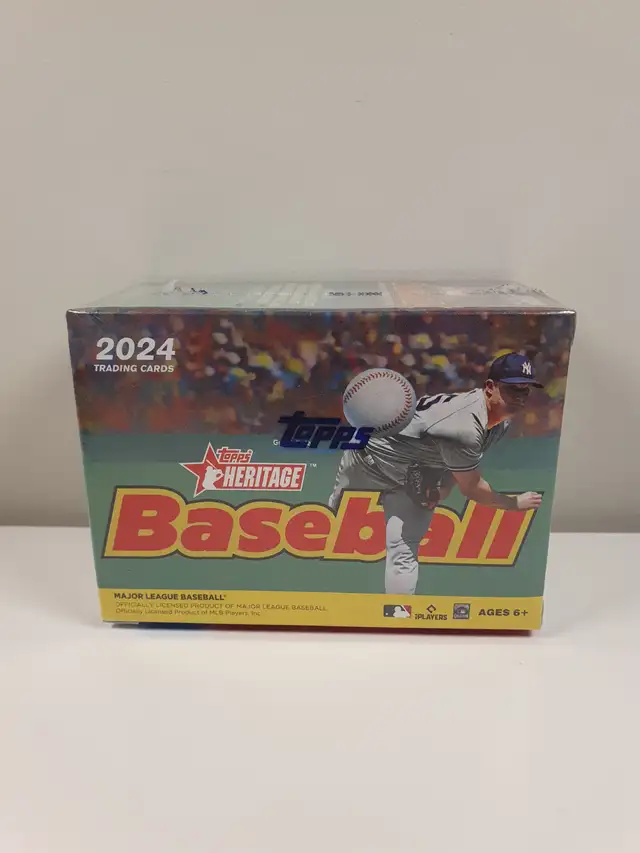 2024
TRADING CARDS
Topps
Topps
HERITAGE™
Baseball
MAJOR LEAGUE BASEBALL®
OFFICIALLY LICENSED PRODUCT OF MAJOR LEAGUE BASEBALL
Officially Licensed Product of MLB Players, Inc.
PLAYERS
AGES 6+